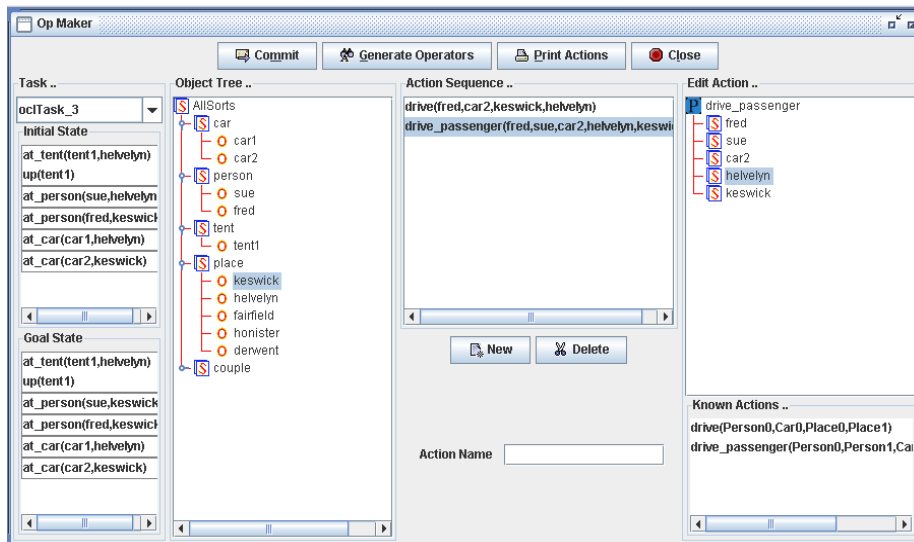 Op Maker
Commit
Generate Operators
Print Actions
Close
Task ..
oclTask_3
Initial State
at_tent(tent1,helvelyn)
up(tent1)
at_person(sue,helvelyn
at_person(fred,keswick
at_car(car1,helvelyn)
at_car(car2,keswick)
Goal State
at_tent(tent1,helvelyn)
up(tent1)
at_person(sue,keswick
at_person(fred,keswick
at_car(car1,helvelyn)
at_car(car2,keswick)
Object Tree ..
AllSorts
car
car1
car2
person
sue
fred
tent
tent1
place
keswick
helvelyn
fairfield
honister
derwent
couple
Action Sequence ..
drive(fred,car2,keswick,helvelyn)
drive_passenger(fred,sue,car2,helvelyn,keswi
New
Delete
Action Name
Edit Action ..
drive_passenger
fred
sue
car2
helvelyn
keswick
Known Actions ..
drive(Person0,Car0,Place0,Place1)
drive_passenger(Person0,Person1,Ca